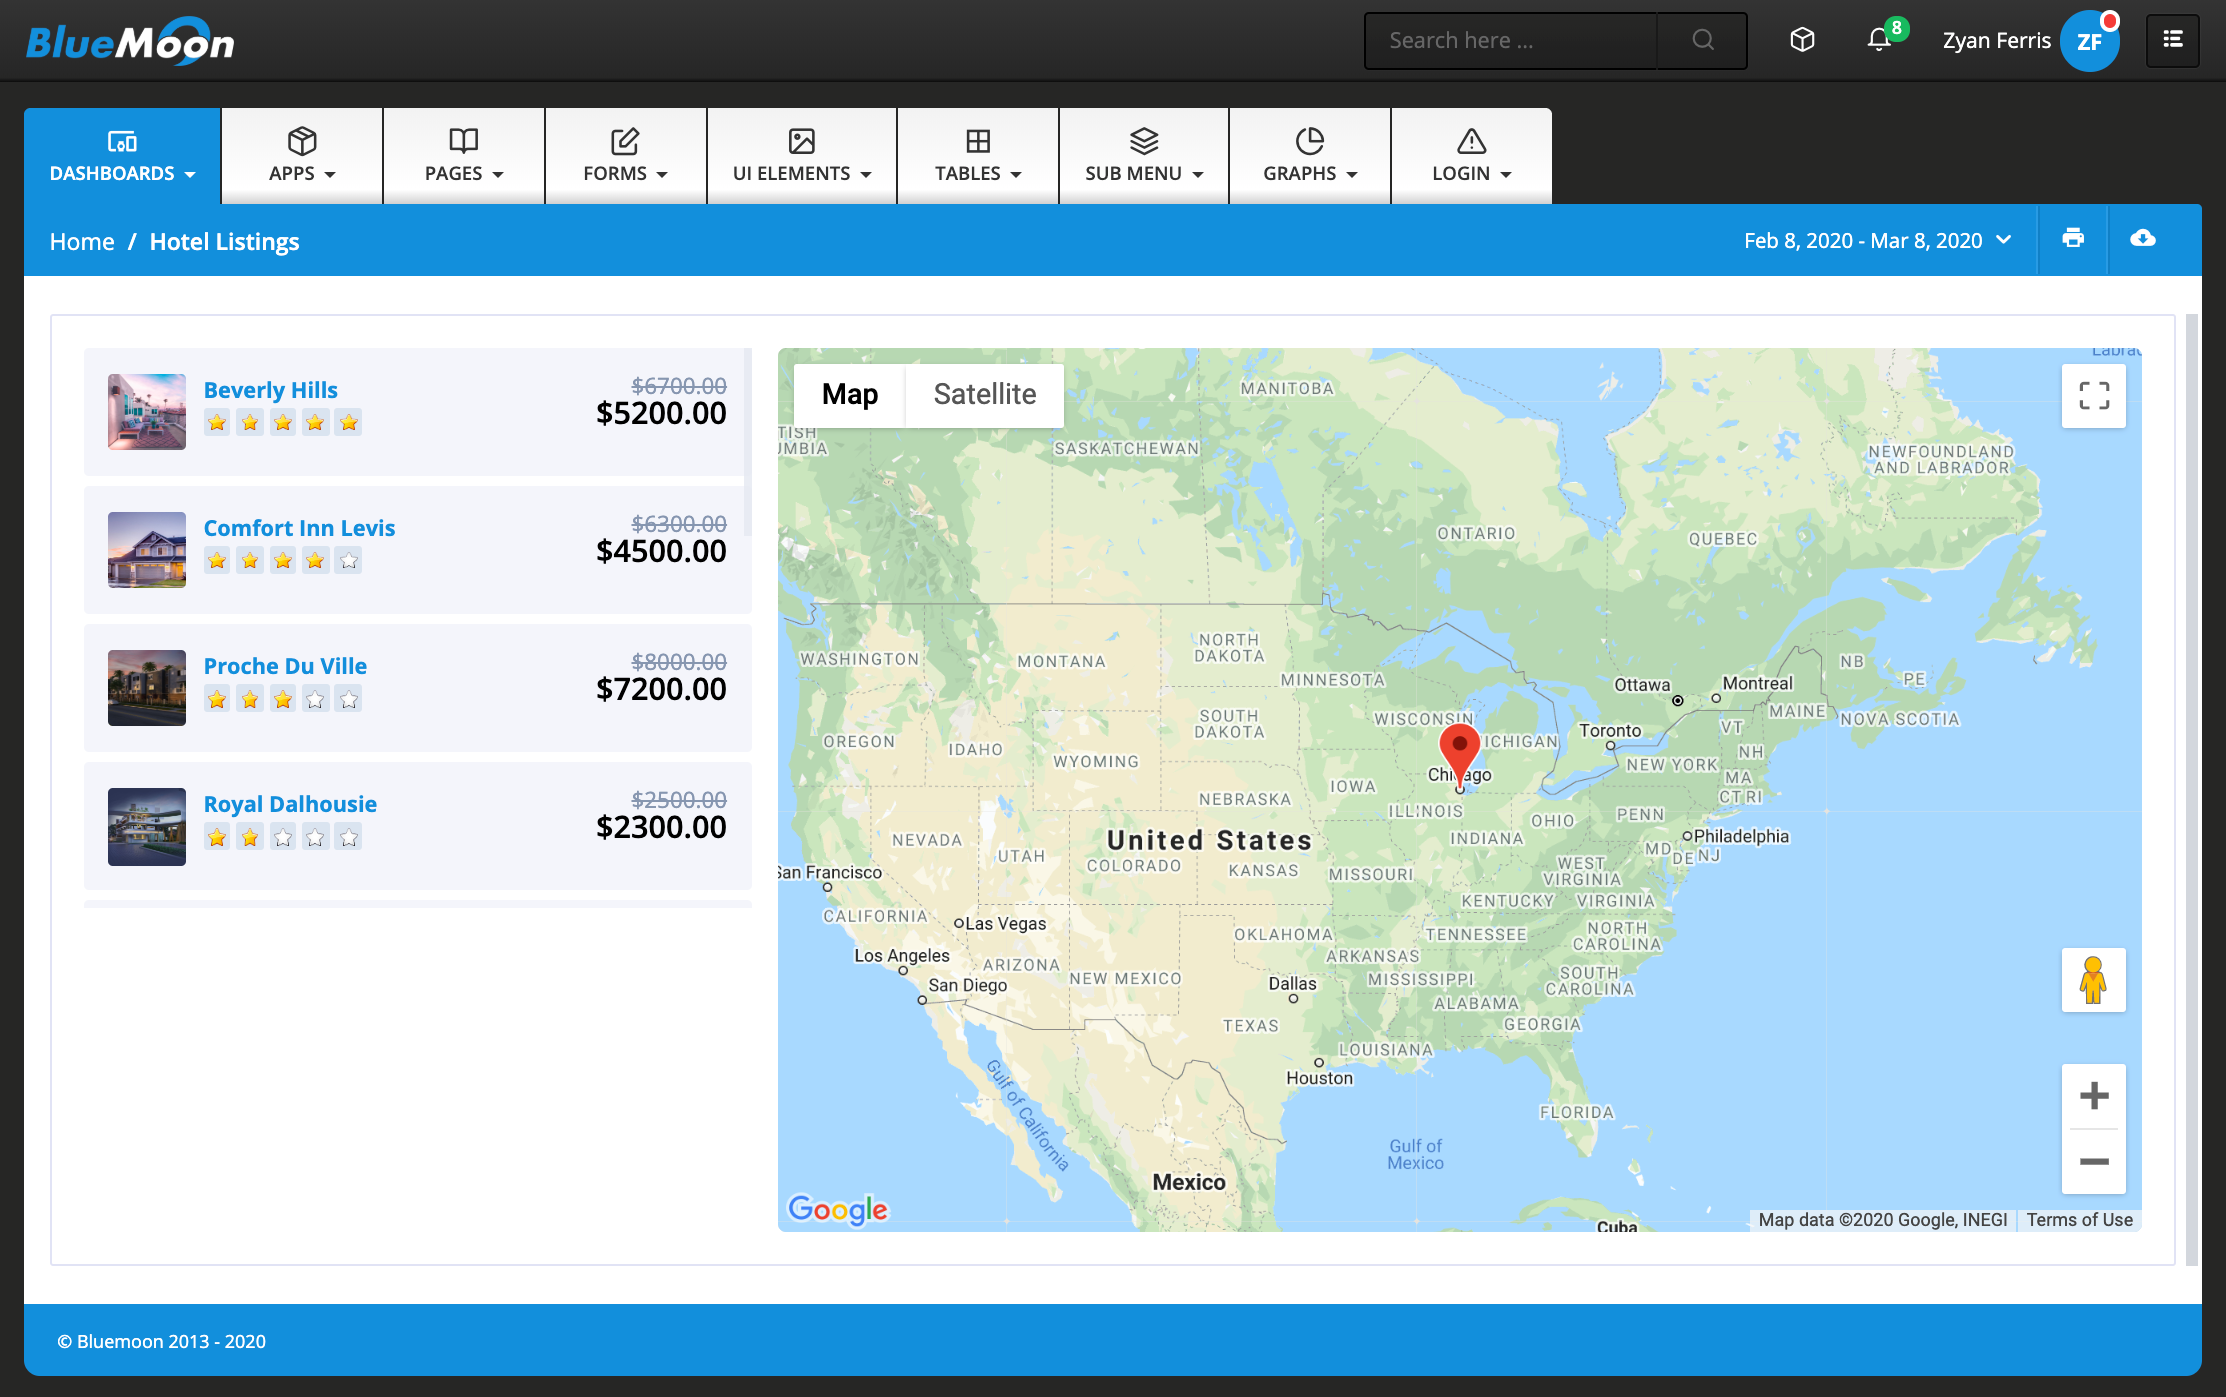 BlueMoon
Search here ...
8
Zyan Ferris
ZF
DASHBOARDS
APPS
PAGES
FORMS
UI ELEMENTS
TABLES
SUB MENU
GRAPHS
LOGIN
Home / Hotel Listings
Feb 8, 2020 - Mar 8, 2020
Beverly Hills
$6700.00
$5200.00
Comfort Inn Levis
$6300.00
$4500.00
Proche Du Ville
$8000.00
$7200.00
Royal Dalhousie
$2500.00
$2300.00
Map
Satellite
MANITOBA
SASKATCHEWAN
NEWFOUNDLAND
AND LABRADOR
ONTARIO
QUEBEC
WASHINGTON
MONTANA
NORTH
DAKOTA
MINNESOTA
NB
PE
Ottawa
Montreal
MAINE
NOVA SCOTIA
OREGON
IDAHO
SOUTH
DAKOTA
WISCONSIN
Toronto
VT
NH
WYOMING
ICHIGAN
NEW YORK
MA
CT RI
Chicago
IOWA
NEBRASKA
ILLINOIS
INDIANA
OHIO
PENN
Philadelphia
NEVADA
UTAH
United States
COLORADO
KANSAS
MISSOURI
WEST
VIRGINIA
MD
DE
NJ
San Francisco
KENTUCKY
VIRGINIA
CALIFORNIA
Las Vegas
OKLAHOMA
TENNESSEE
NORTH
CAROLINA
Los Angeles
ARIZONA
NEW MEXICO
ARKANSAS
MISSISSIPPI
SOUTH
CAROLINA
San Diego
Dallas
ALABAMA
TEXAS
GEORGIA
LOUISIANA
Houston
Gulf of California
FLORIDA
Gulf of
Mexico
Mexico
Cuba
Google
Map data ©2020 Google, INEGI
Terms of Use
© Bluemoon 2013 - 2020